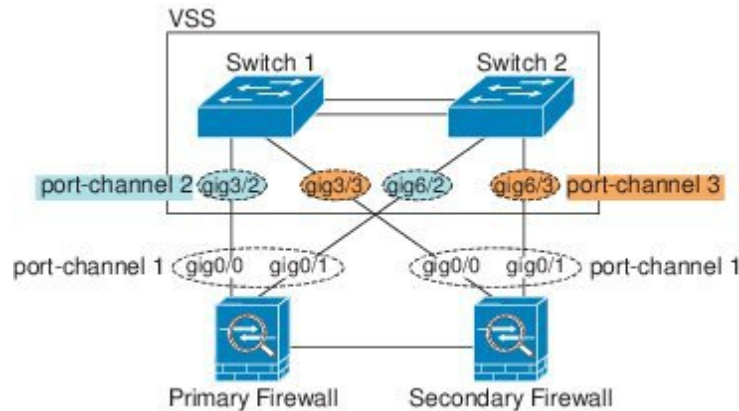 VSS
Switch 1 Switch 2
port-channel 2 gig3/2 gig3/3 gig6/2 gig6/3 port-channel 3
port-channel 1 gig0/0 gig0/1 gig0/0 gig0/1 port-channel 1
Primary Firewall Secondary Firewall